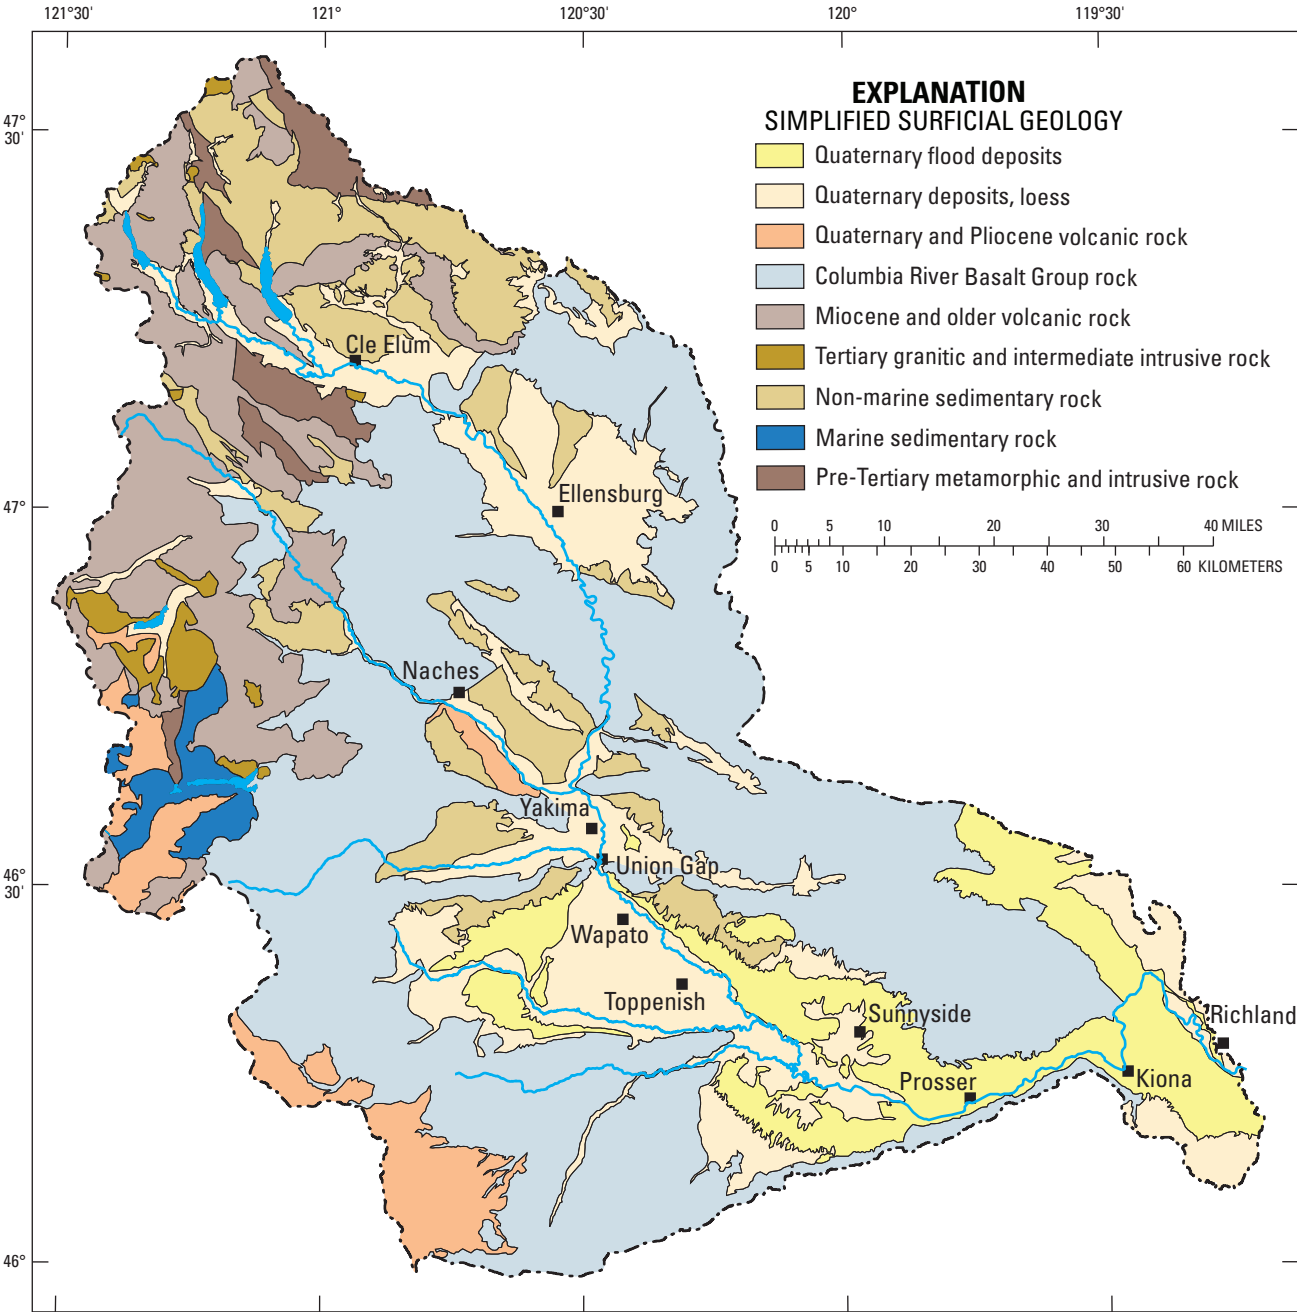 121°30' 121° 120°30' 120° 119°30'
47° 30'
47°
46° 30'
46°
EXPLANATION
SIMPLIFIED SURFICIAL GEOLOGY
Quaternary flood deposits
Quaternary deposits, loess
Quaternary and Pliocene volcanic rock
Columbia River Basalt Group rock
Miocene and older volcanic rock
Tertiary granitic and intermediate intrusive rock
Non-marine sedimentary rock
Marine sedimentary rock
Pre-Tertiary metamorphic and intrusive rock
0 5 10 20 30 40 MILES
0 5 10 20 30 40 50 60 KILOMETERS
Cle Elum
Ellensburg
Naches
Yakima
Union Gap
Wapato
Toppenish
Sunnyside
Richland
Prosser
Kiona